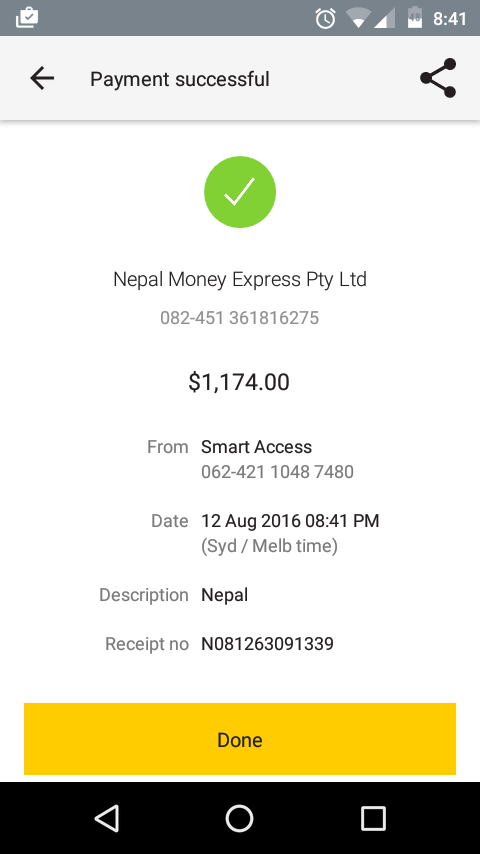 8:41
Payment successful
Nepal Money Express Pty Ltd
082-451 361816275
$1,174.00
From Smart Access
062-421 1048 7480
Date 12 Aug 2016 08:41 PM
(Syd / Melb time)
Description Nepal
Receipt no N081263091339
Done